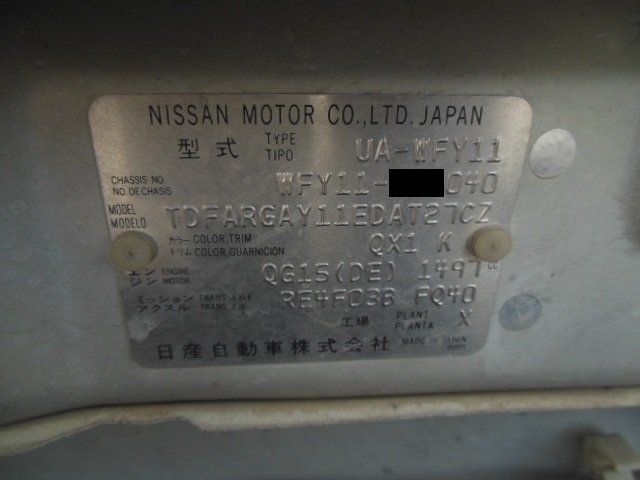 NISSAN MOTOR CO.,LTD. JAPAN
型式 TYPE TIPO UA-WFY11
CHASSIS NO. NO DE CHASIS WFY11- 040
MODEL MODELO TDFARGAY11EDAT27CZ
カラー COLOR,TRIM トリム COLOR,GUARNICION QX1 K
エンジン ENGINE MOTOR QG15(DE) 1497cc
ミッション アクスル TRANS. AXLE TRANS. EJE RE4F03B FQ40
工場 PLANT PLANTA X
日産自動車株式会社 MADE IN JAPAN